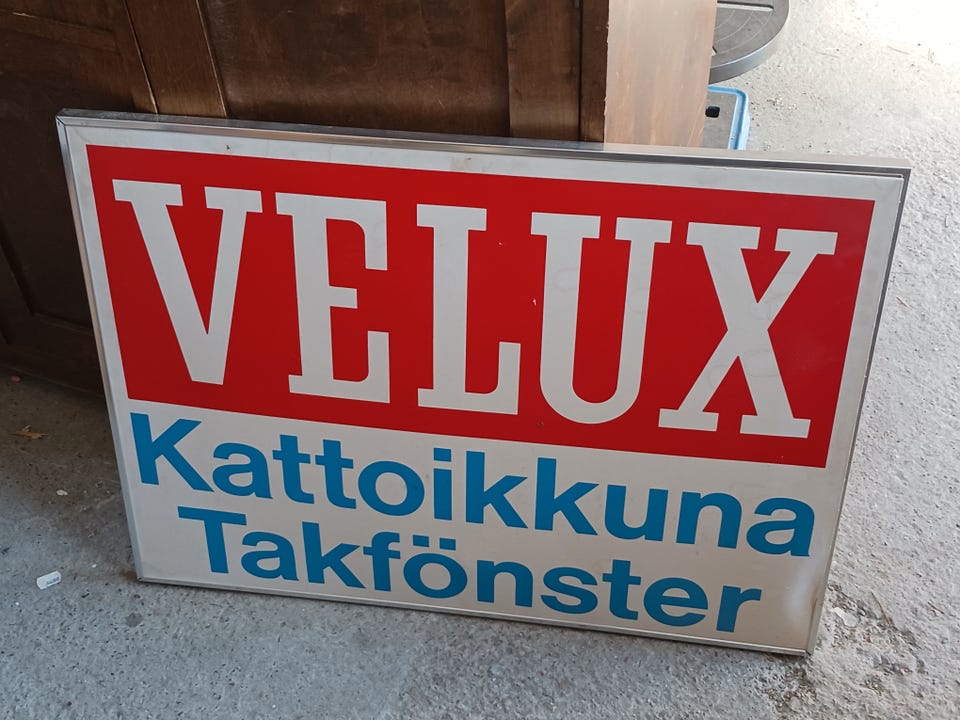 VELUX
Kattoikkuna
Takfönster